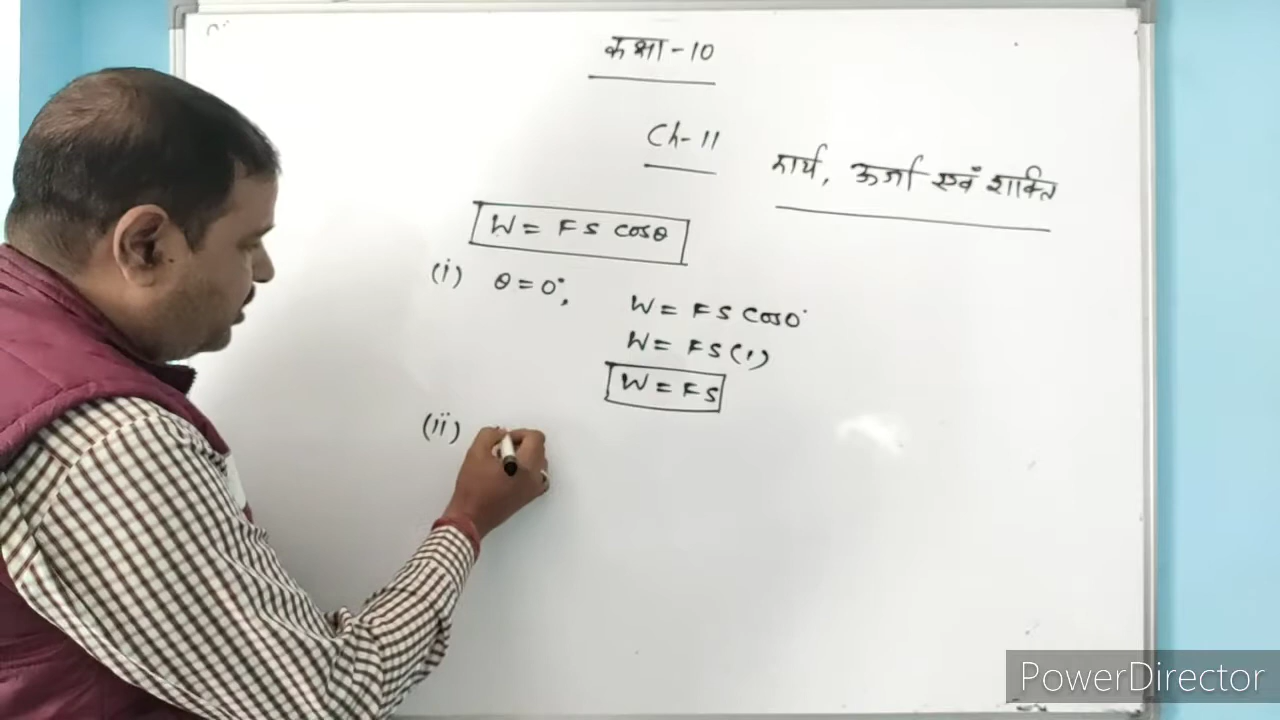 कक्षा - 10
Ch- 11
कार्य, ऊर्जा एवं शक्ति
W = FS cosθ
(i) θ = 0°,
W = FS cos0°
W = FS(1)
W = FS
(ii)
PowerDirector